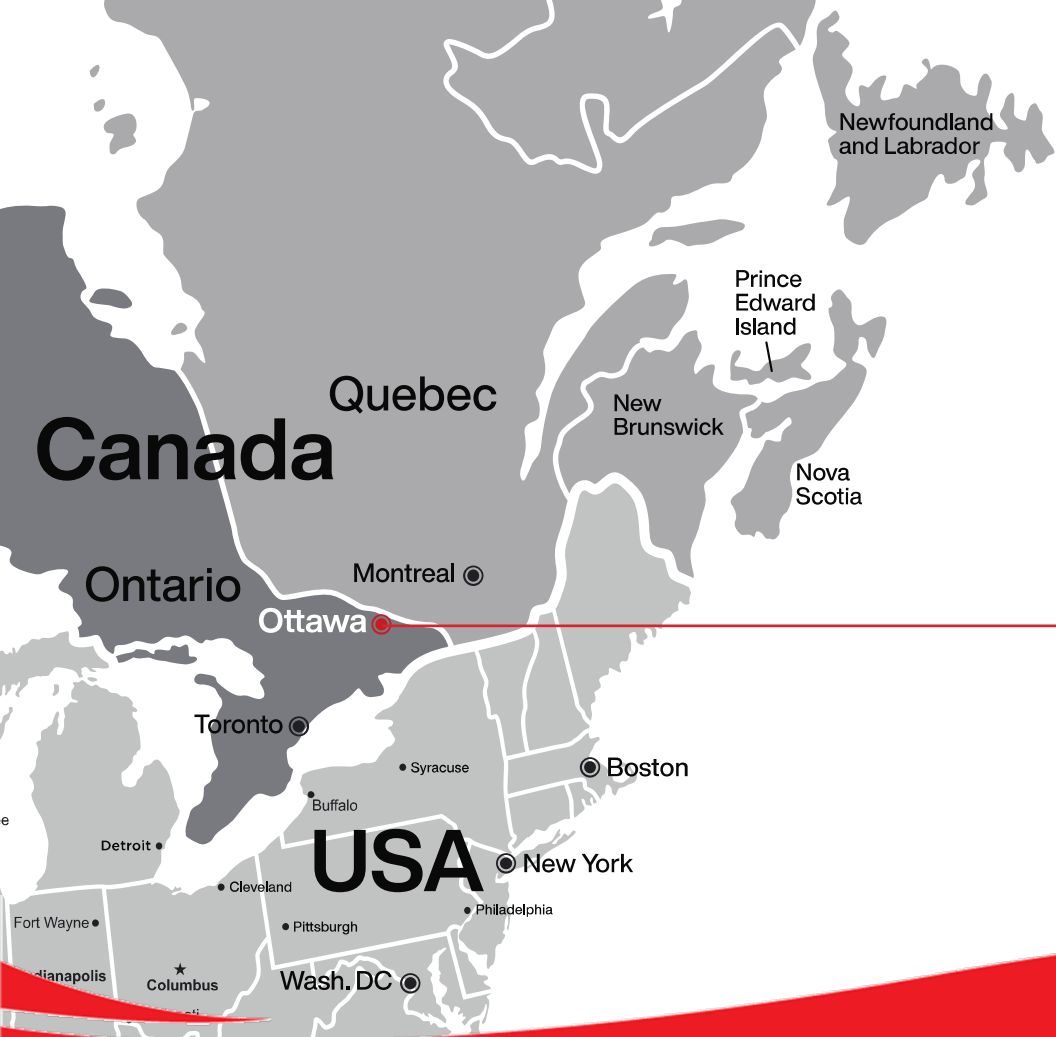 Newfoundland
and Labrador
Prince
Edward
Island
Quebec
New
Brunswick
Canada
Nova
Scotia
Montreal
Ontario
Ottawa
Toronto
Syracuse
Boston
Buffalo
Detroit
USA
New York
Cleveland
Philadelphia
Fort Wayne
Pittsburgh
dianapolis
Columbus
Wash. DC